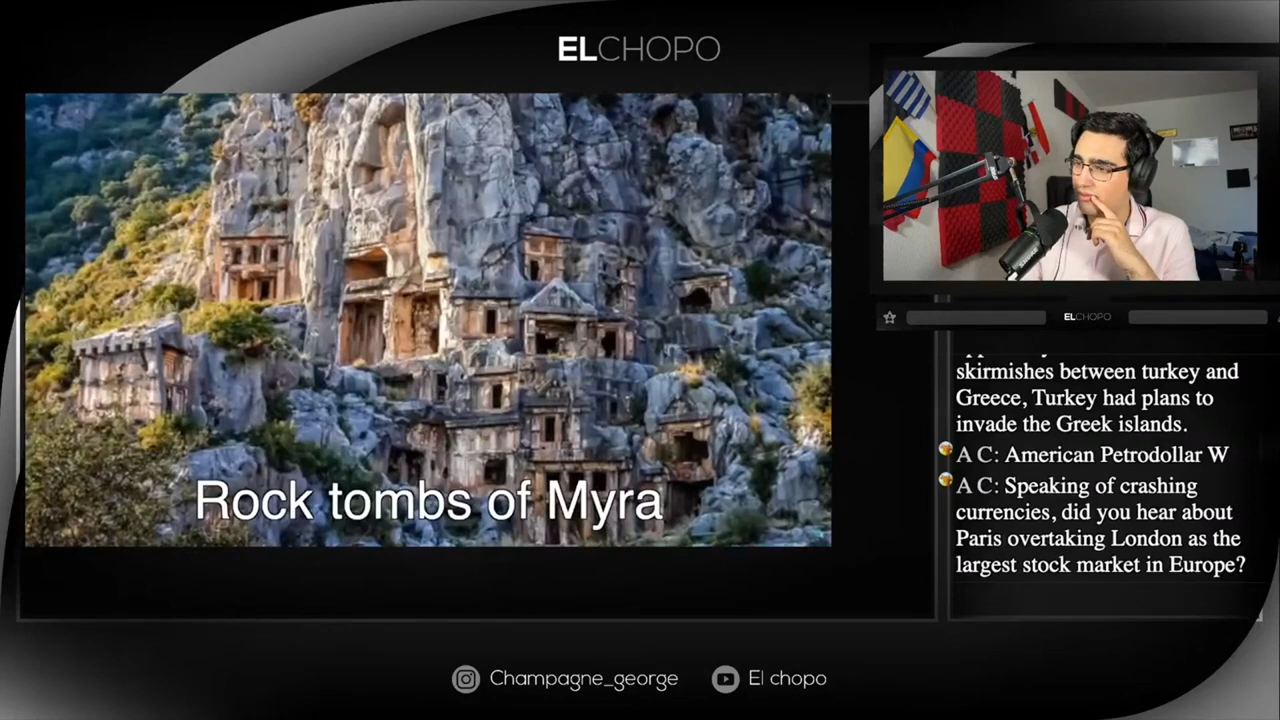 ELCHOPO
Rock tombs of Myra
ELCHOPO
skirmishes between turkey and
Greece, Turkey had plans to
invade the Greek islands.
A C: American Petrodollar W
A C: Speaking of crashing
currencies, did you hear about
Paris overtaking London as the
largest stock market in Europe?
Champagne_george
El chopo